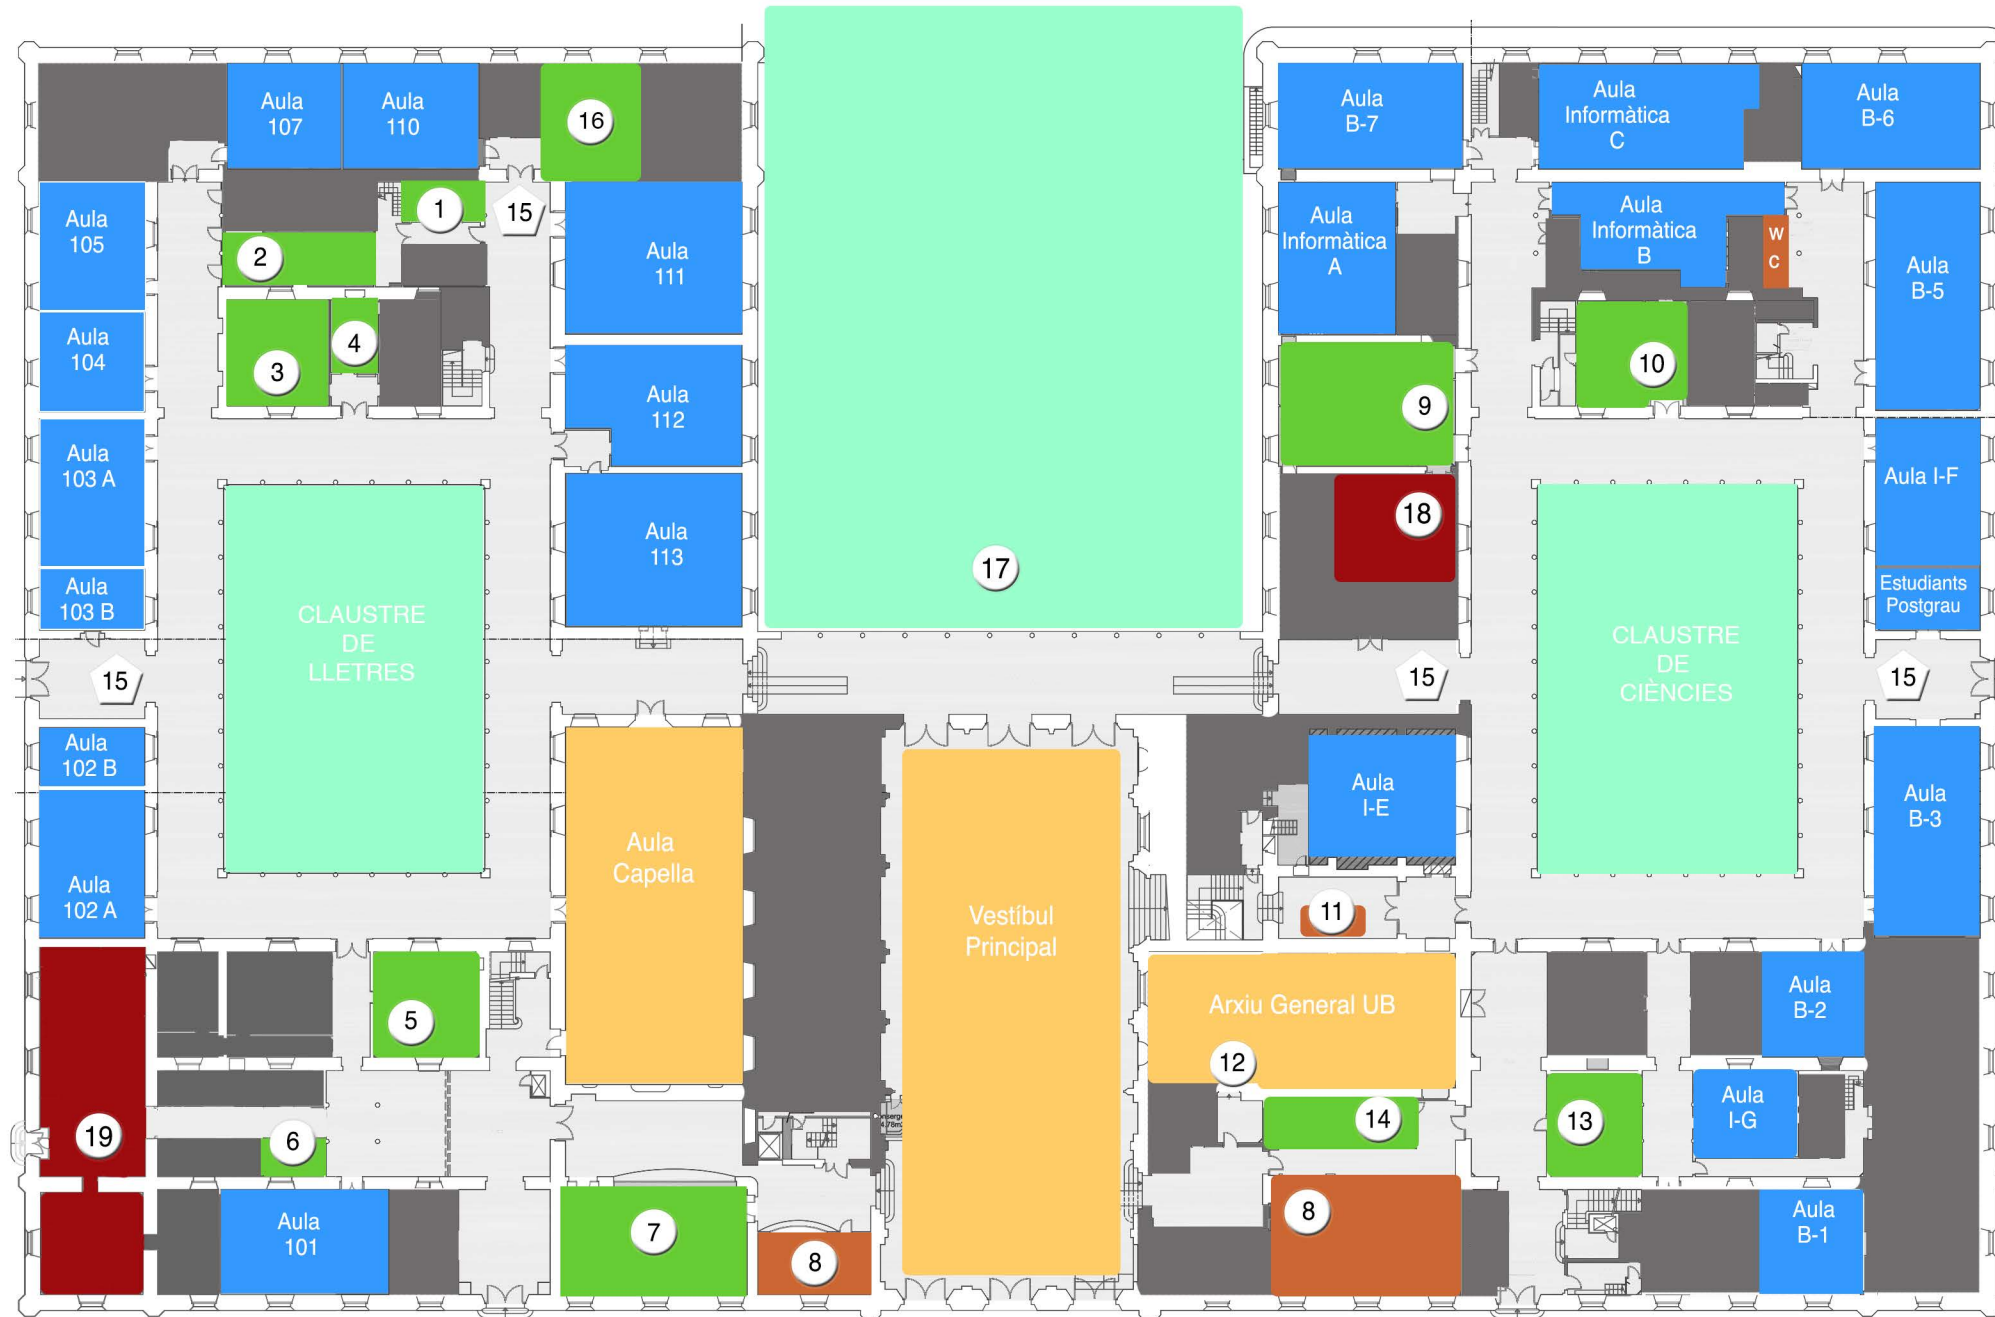 Aula
107
Aula
110
16
Aula
B-7
Aula
Informàtica
C
Aula
B-6
Aula
105
1
15
2
Aula
111
Aula
Informàtica
A
Aula
Informàtica
B
W
C
Aula
B-5
Aula
104
3
4
Aula
112
9
10
Aula
103 A
Aula
113
18
Aula I-F
Aula
103 B
17
Estudiants
Postgrau
CLAUSTRE
DE
LLETRES
CLAUSTRE
DE
CIÈNCIES
15
15
15
Aula
102 B
Aula
I-E
Aula
B-3
Aula
102 A
Aula
Capella
Vestíbul
Principal
11
5
Arxiu General UB
12
Aula
B-2
19
6
14
13
Aula
I-G
Aula
101
7
8
8
Aula
B-1